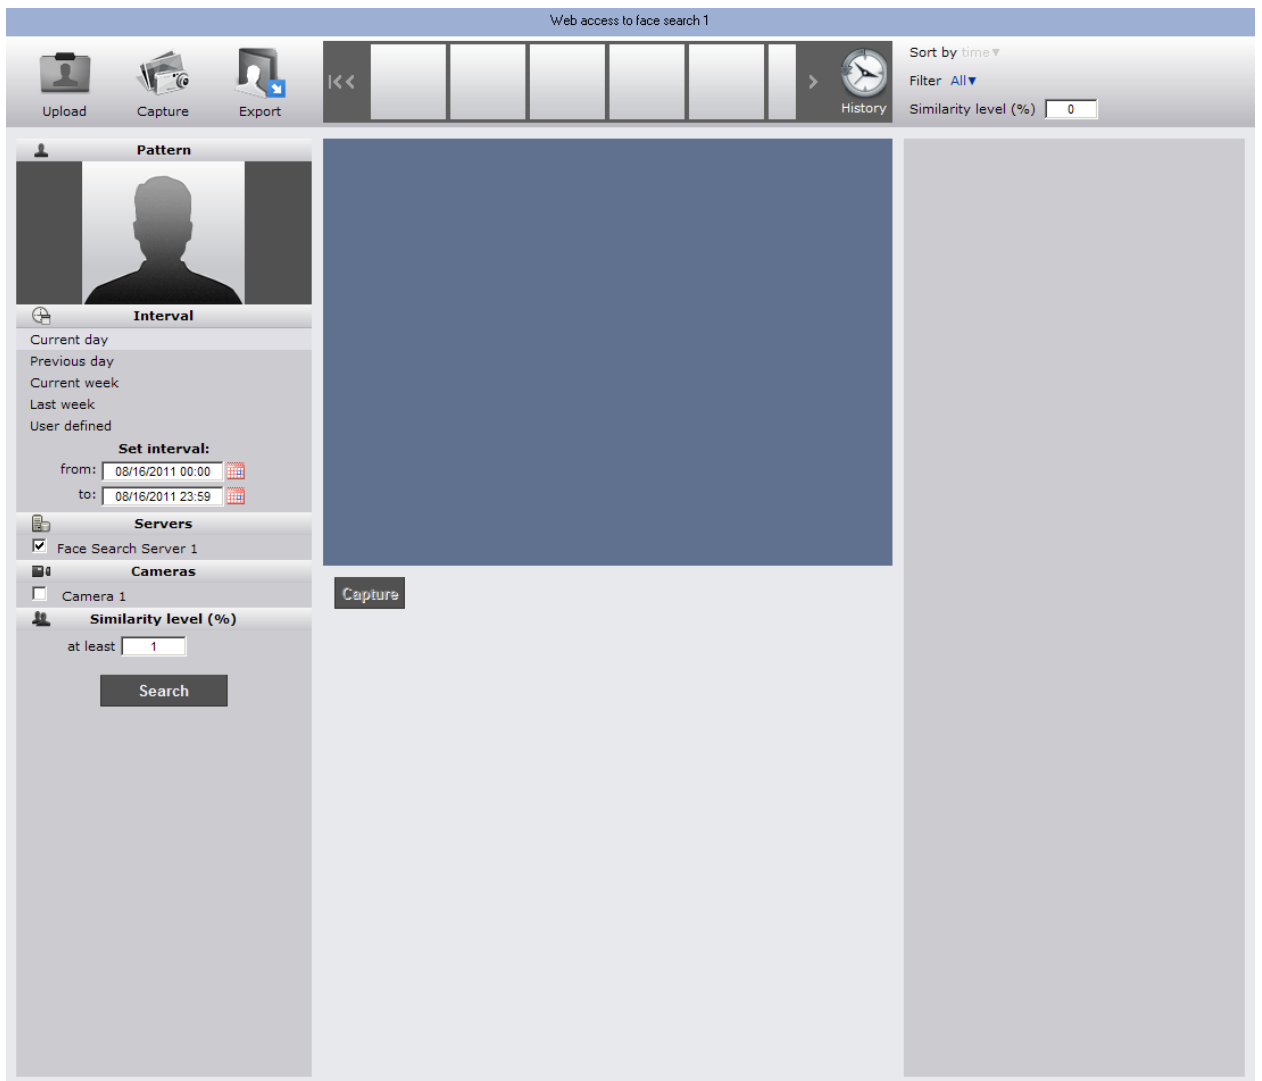 Web access to face search 1
Upload
Capture
Export
History
Sort by time▼
Filter All▼
Similarity level (%) 0
Pattern
Interval
Current day
Previous day
Current week
Last week
User defined
Set interval:
from: 08/16/2011 00:00
to: 08/16/2011 23:59
Servers
Face Search Server 1
Cameras
Camera 1
Similarity level (%)
at least 1
Search
Capture